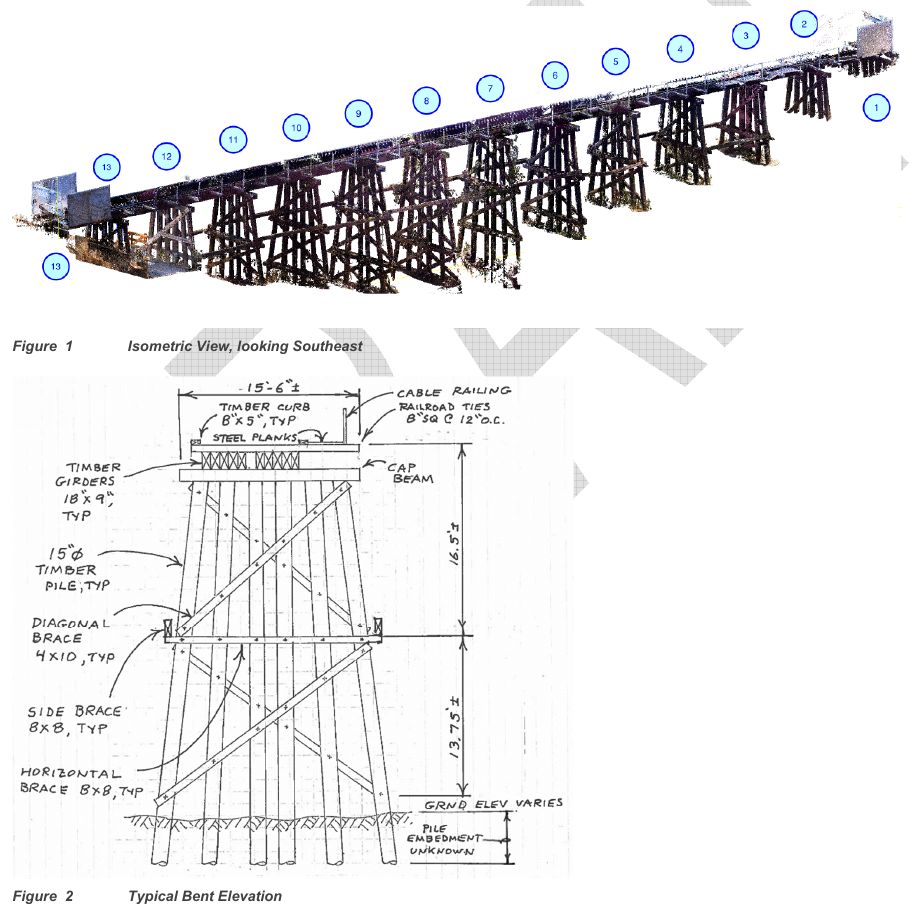 2
3
1
4
5
6
7
8
9
10
11
12
13
13
Figure 1 Isometric View, looking Southeast
15'-6"±
CABLE RAILING
TIMBER CURB
8"X5", TYP
RAILROAD TIES
8"SQ @ 12"O.C.
STEEL PLANKS
TIMBER
GIRDERS
18"X9",
TYP
CAP
BEAM
16.5'±
15"φ
TIMBER
PILE, TYP
DIAGONAL
BRACE
4X10, TYP
SIDE BRACE
8X8, TYP
13.75'±
HORIZONTAL
BRACE 8X8, TYP
GRND ELEV VARIES
PILE
EMBEDMENT
UNKNOWN
Figure 2 Typical Bent Elevation